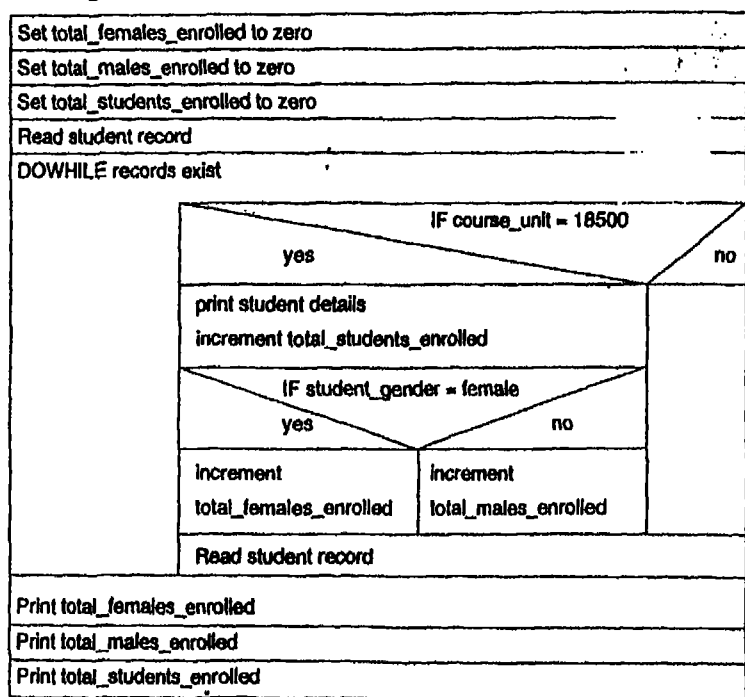 Set total_females_enrolled to zero
Set total_males_enrolled to zero
Set total_students_enrolled to zero
Read student record
DOWHILE records exist
IF course_unit = 18500
yes
no
print student details
increment total_students_enrolled
IF student_gender = female
yes
no
increment
total_females_enrolled
increment
total_males_enrolled
Read student record
Print total_females_enrolled
Print total_males_enrolled
Print total_students_enrolled